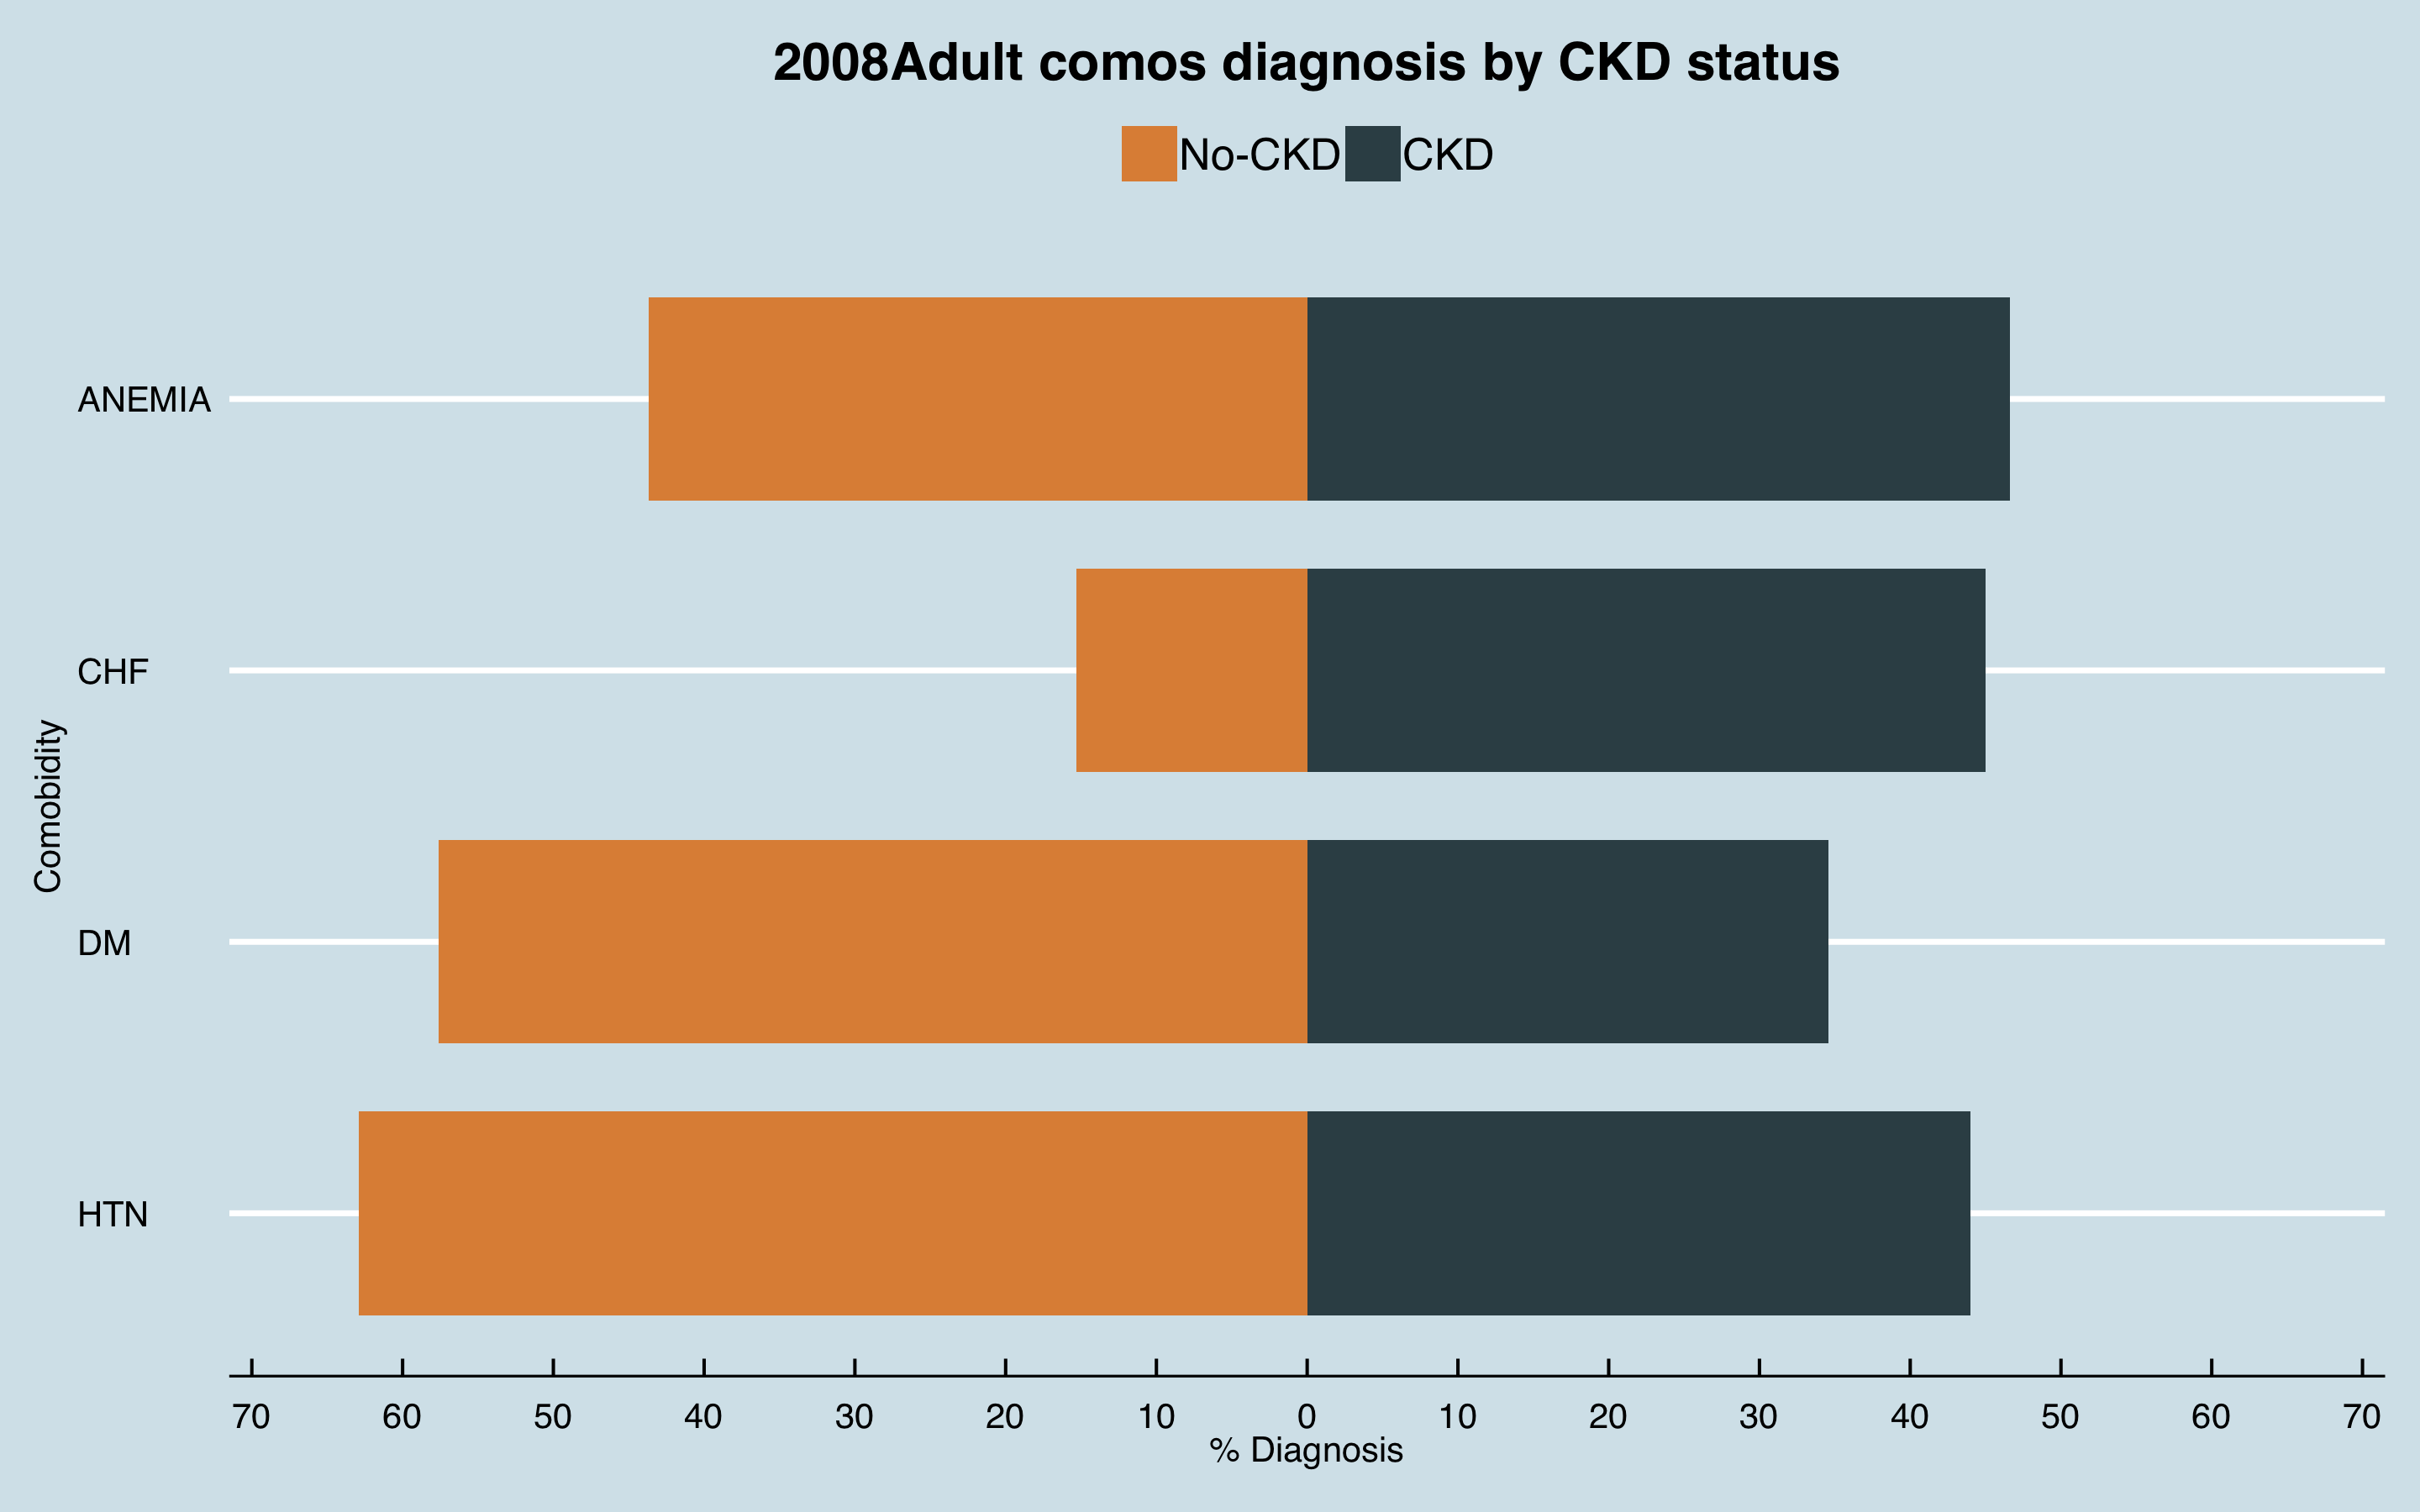 2008Adult comos diagnosis by CKD status
No-CKD CKD
ANEMIA
CHF
Comobidity
DM
HTN
70 60 50 40 30 20 10 0 10 20 30 40 50 60 70
% Diagnosis